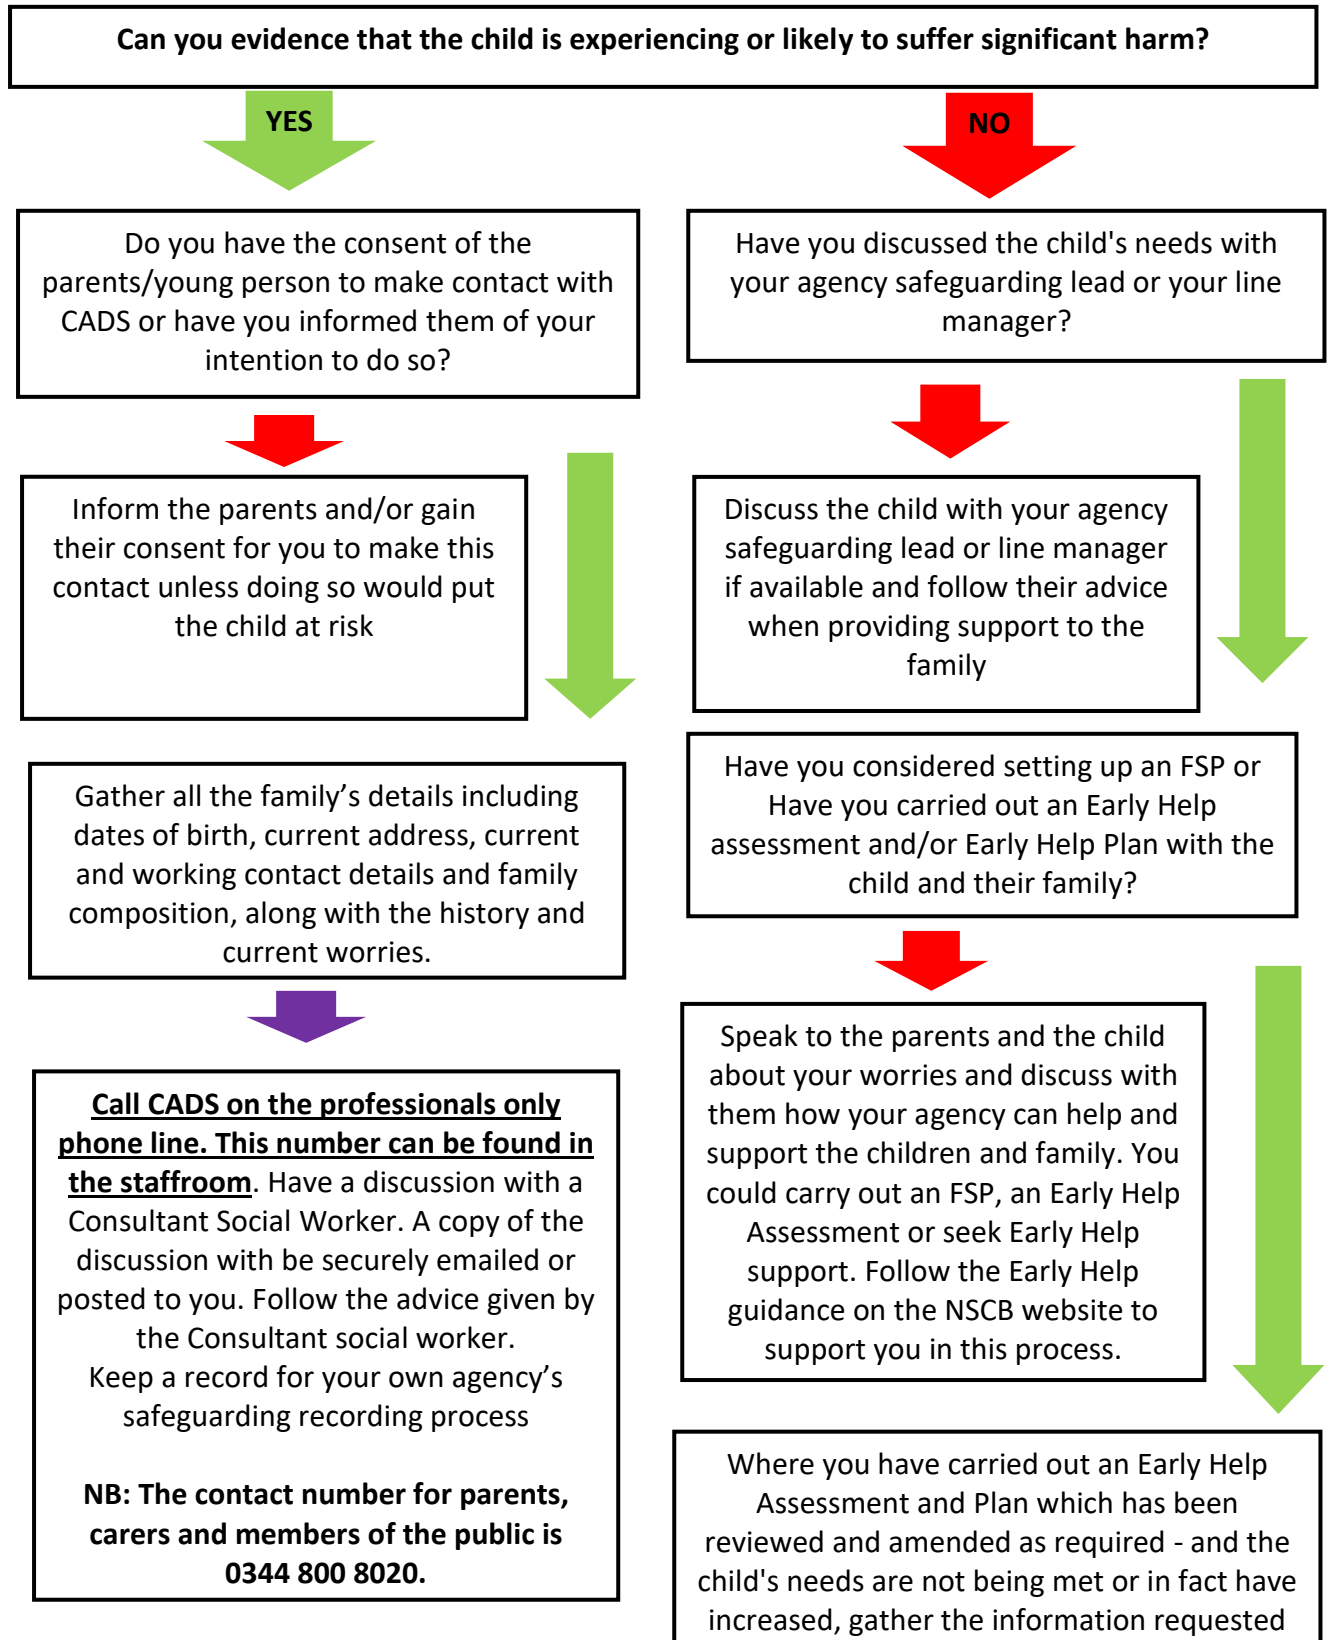 Can you evidence that the child is experiencing or likely to suffer significant harm?
YES
NO
Do you have the consent of the
parents/young person to make contact with
CADS or have you informed them of your
intention to do so?
Have you discussed the child's needs with
your agency safeguarding lead or your line
manager?
Inform the parents and/or gain
their consent for you to make this
contact unless doing so would put
the child at risk
Discuss the child with your agency
safeguarding lead or line manager
if available and follow their advice
when providing support to the
family
Gather all the family’s details including
dates of birth, current address, current
and working contact details and family
composition, along with the history and
current worries.
Have you considered setting up an FSP or
Have you carried out an Early Help
assessment and/or Early Help Plan with the
child and their family?
Call CADS on the professionals only
phone line. This number can be found in
the staffroom. Have a discussion with a
Consultant Social Worker. A copy of the
discussion with be securely emailed or
posted to you. Follow the advice given by
the Consultant social worker.
Keep a record for your own agency’s
safeguarding recording process
NB: The contact number for parents,
carers and members of the public is
0344 800 8020.
Speak to the parents and the child
about your worries and discuss with
them how your agency can help and
support the children and family. You
could carry out an FSP, an Early Help
Assessment or seek Early Help
support. Follow the Early Help
guidance on the NSCB website to
support you in this process.
Where you have carried out an Early Help
Assessment and Plan which has been
reviewed and amended as required - and the
child's needs are not being met or in fact have
increased, gather the information requested